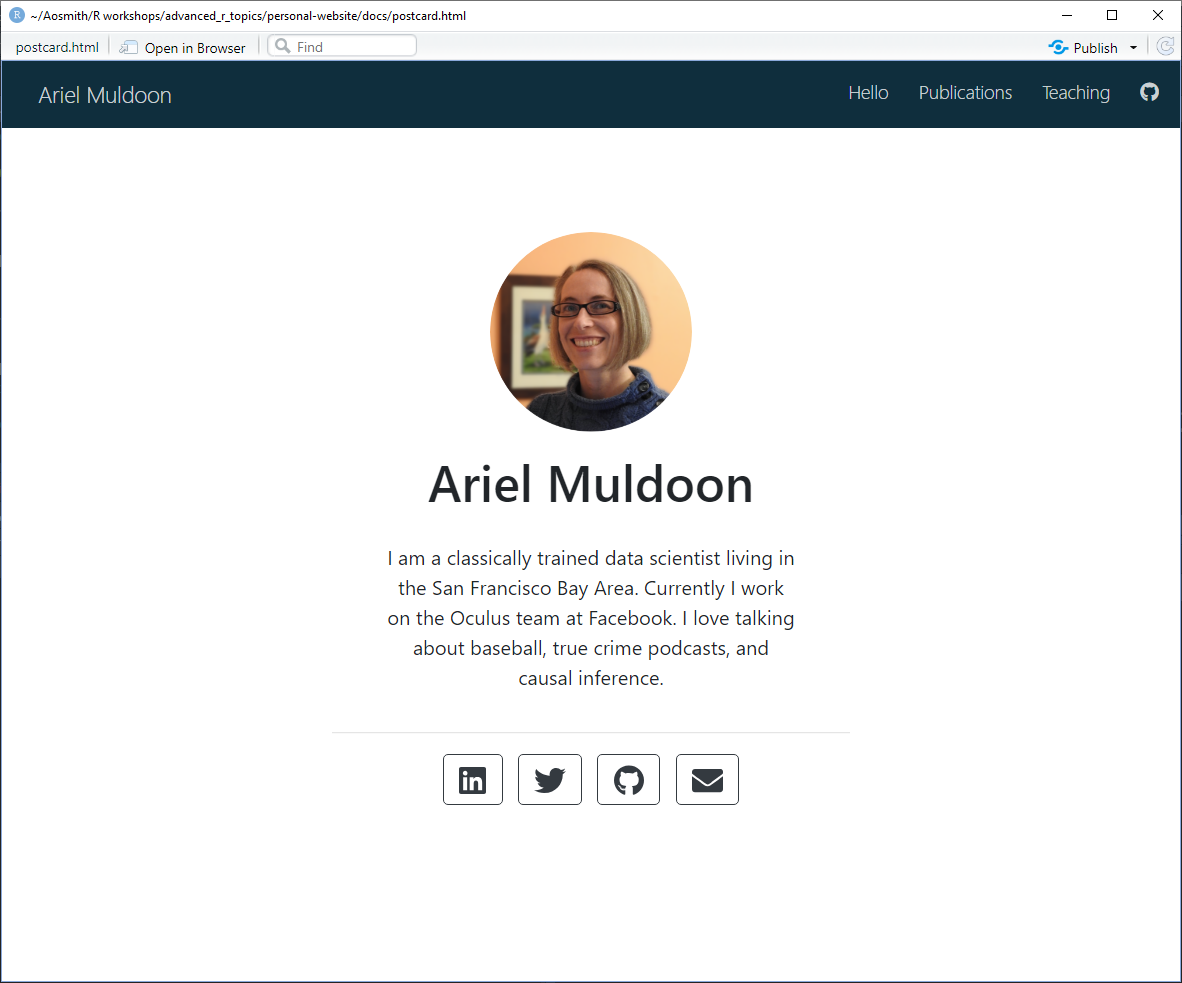 ~/Aosmith/R workshops/advanced_r_topics/personal-website/docs/postcard.html
postcard.html Open in Browser Find Publish
Ariel Muldoon Hello Publications Teaching
Ariel Muldoon
I am a classically trained data scientist living in
the San Francisco Bay Area. Currently I work
on the Oculus team at Facebook. I love talking
about baseball, true crime podcasts, and
causal inference.